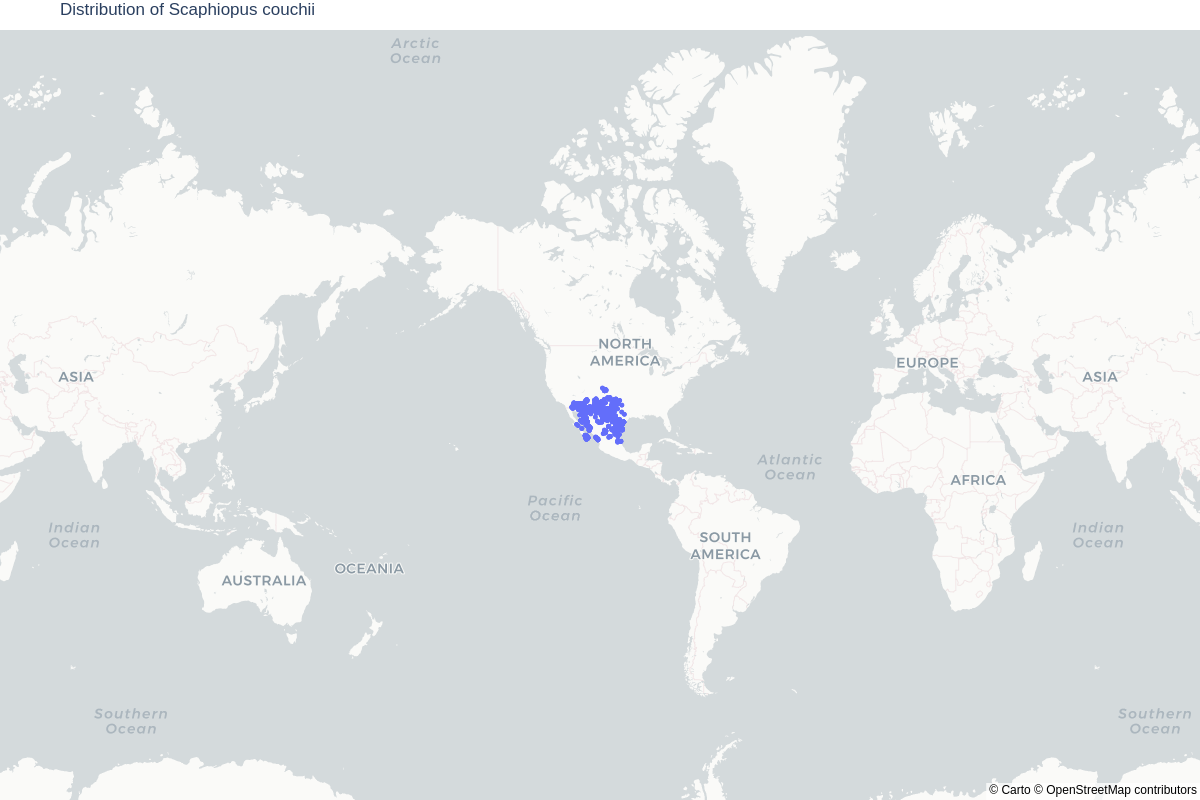 Distribution of Scaphiopus couchii
Arctic
Ocean
NORTH
AMERICA
EUROPE
ASIA
ASIA
Atlantic
Ocean
AFRICA
Pacific
Ocean
Indian
Ocean
Indian
Ocean
SOUTH
AMERICA
OCEANIA
AUSTRALIA
Southern
Ocean
Southern
Ocean
© Carto © OpenStreetMap contributors